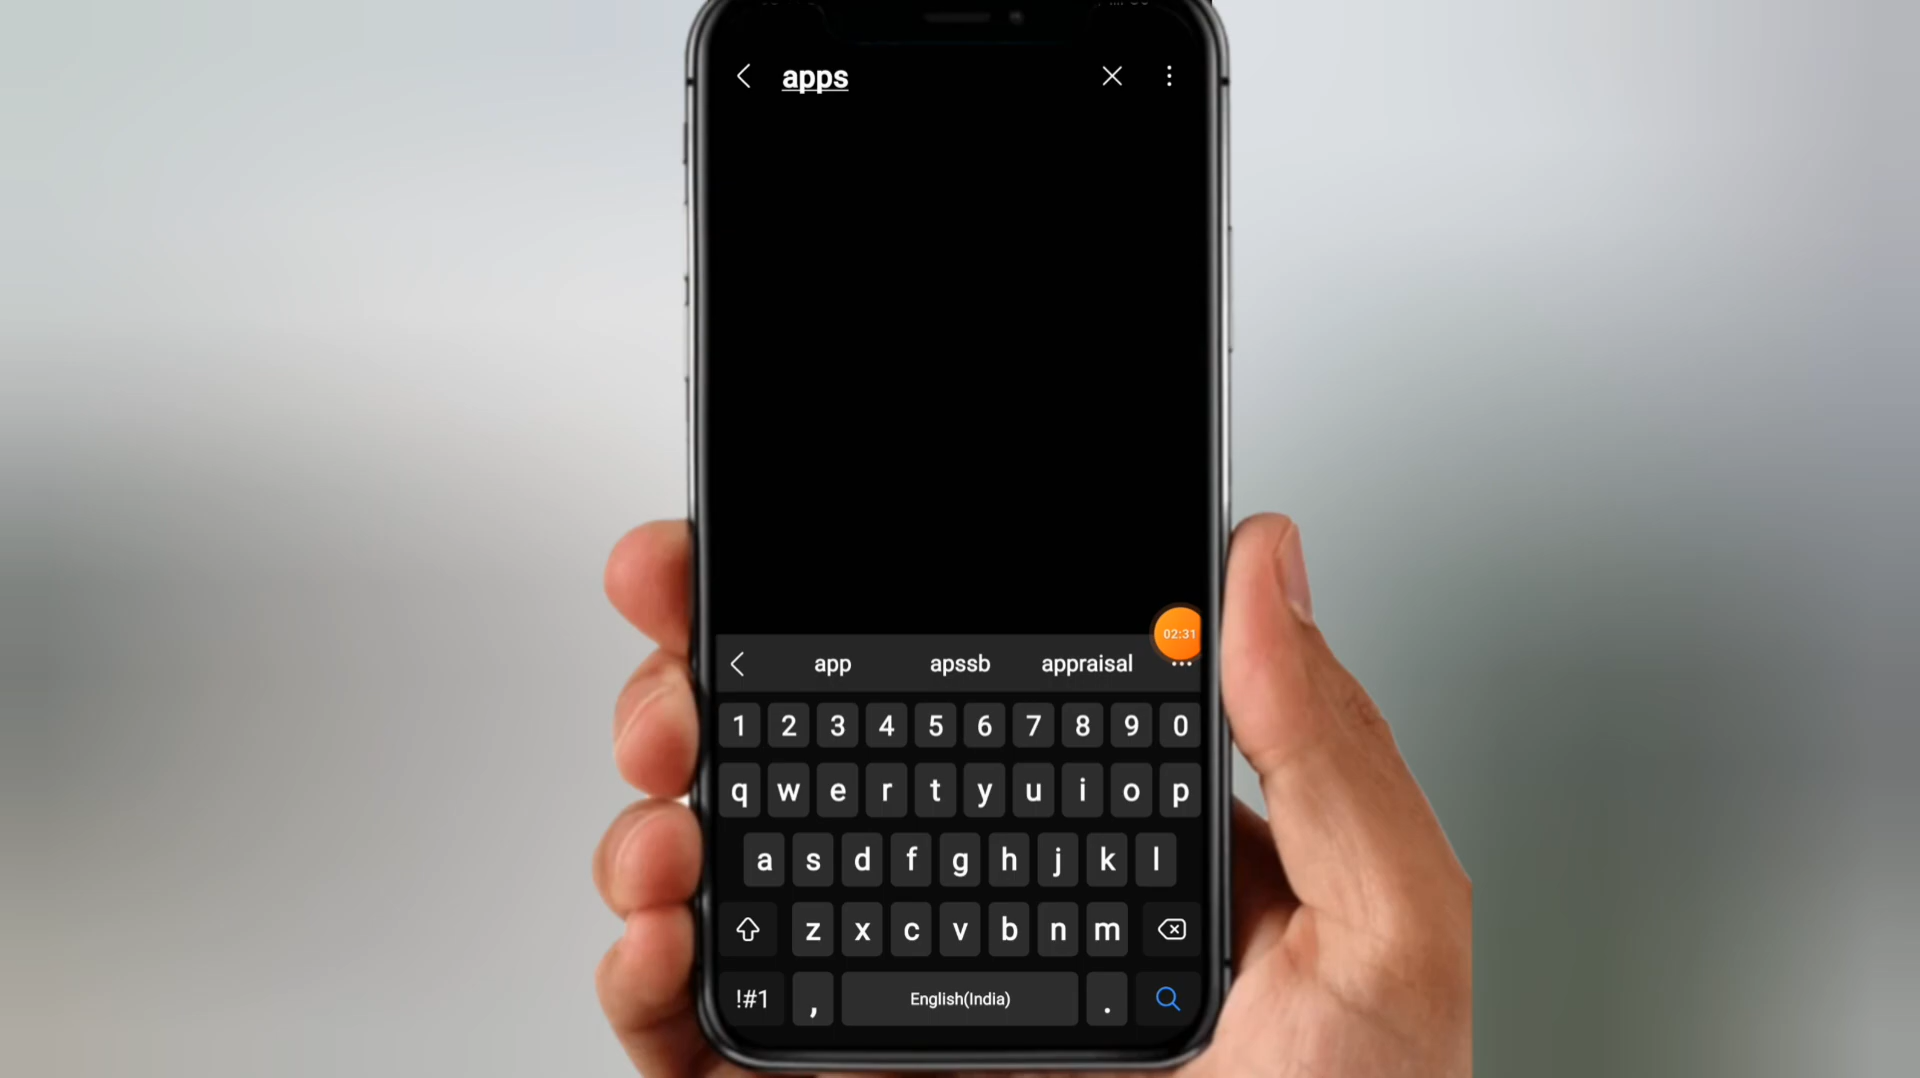 apps
02:31
app apssb appraisal
1 2 3 4 5 6 7 8 9 0
q w e r t y u i o p
a s d f g h j k l
z x c v b n m
!#1 , English(India) .